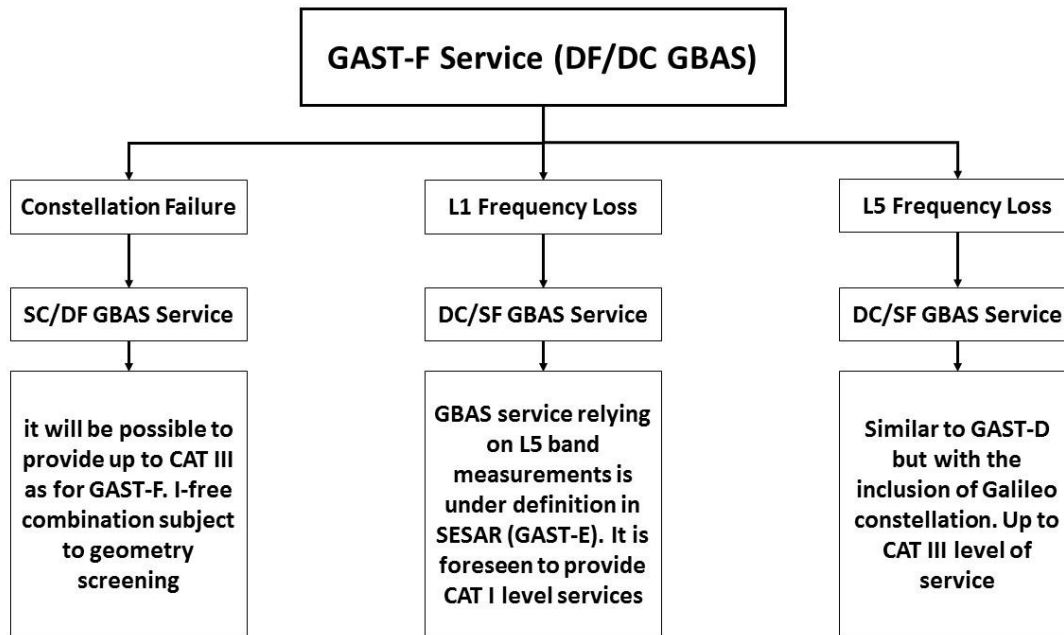 GAST-F Service (DF/DC GBAS)
Constellation Failure
L1 Frequency Loss
L5 Frequency Loss
SC/DF GBAS Service
DC/SF GBAS Service
DC/SF GBAS Service
it will be possible to
provide up to CAT III
as for GAST-F. I-free
combination subject
to geometry
screening
GBAS service relying
on L5 band
measurements is
under definition in
SESAR (GAST-E). It is
foreseen to provide
CAT I level services
Similar to GAST-D
but with the
inclusion of Galileo
constellation. Up to
CAT III level of
service